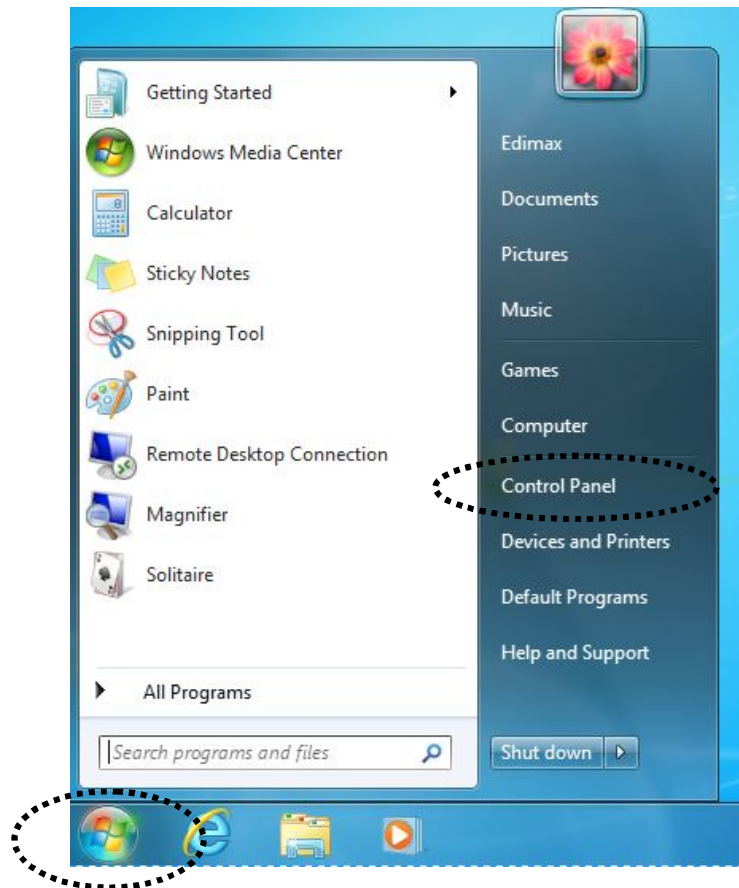 Getting Started
Windows Media Center
Calculator
Sticky Notes
Snipping Tool
Paint
Remote Desktop Connection
Magnifier
Solitaire
All Programs
Search programs and files
Edimax
Documents
Pictures
Music
Games
Computer
Control Panel
Devices and Printers
Default Programs
Help and Support
Shut down